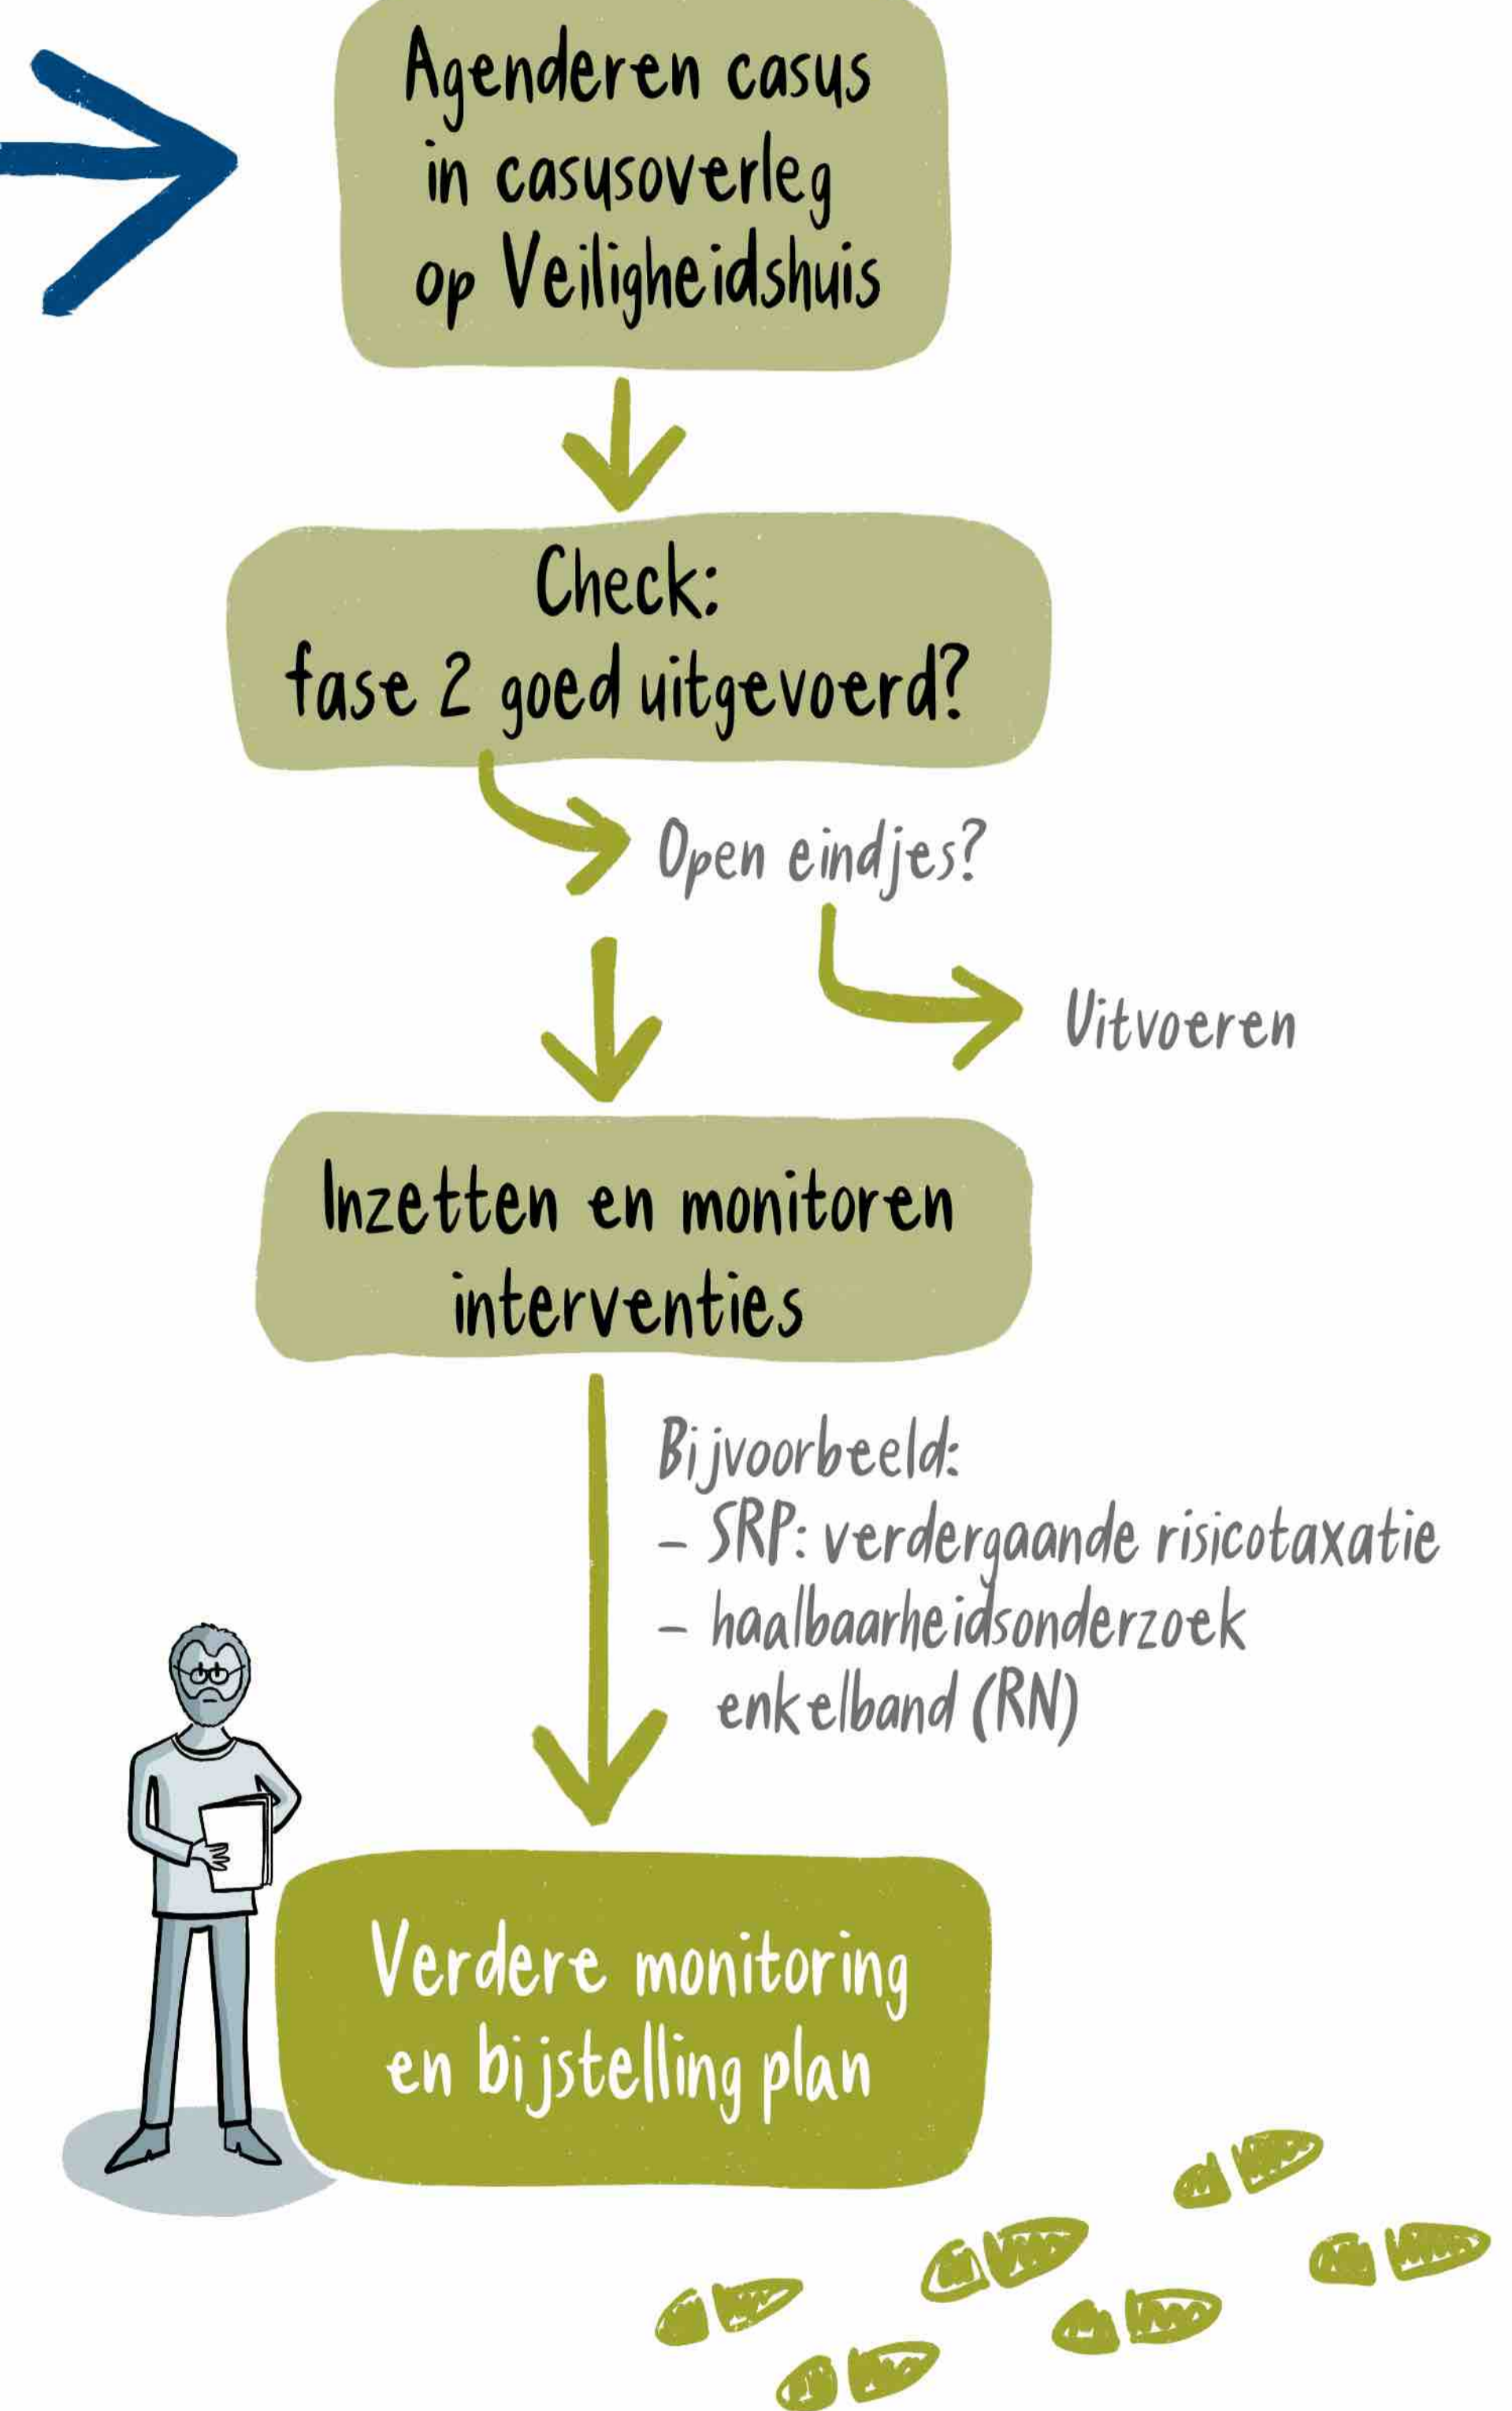 Agenderen casus
in casusoverleg
op Veiligheidshuis
Check:
fase 2 goed uitgevoerd?
Open eindjes?
Uitvoeren
Inzetten en monitoren
interventies
Bijvoorbeeld:
- SRP: verdergaande risicotaxatie
- haalbaarheidsonderzoek
enkelband (RN)
Verdere monitoring
en bijstelling plan